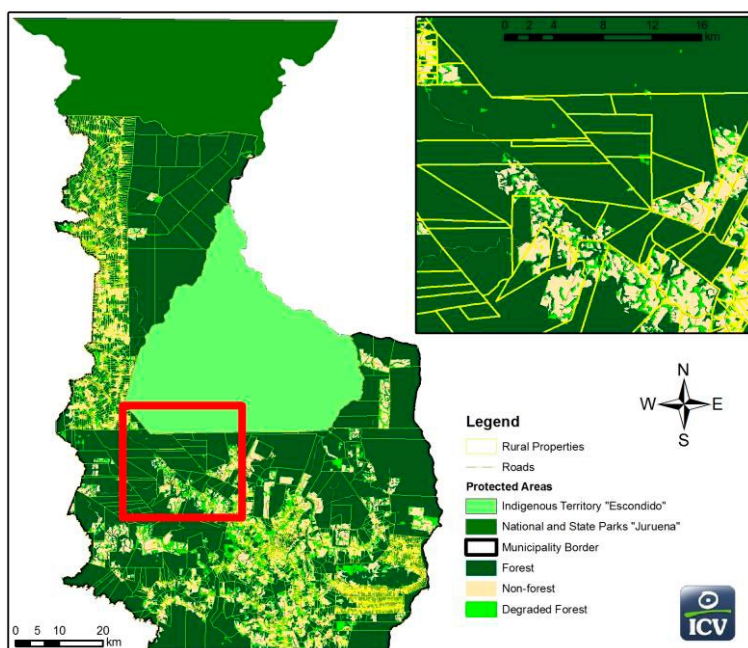 0 4 8 12 16
km
N
W E
S
Legend
Rural Properties
Roads
Protected Areas
Indigenous Territory "Escondido"
National and State Parks "Juruena"
Municipality Border
Forest
Non-forest
Degraded Forest
0 5 10 20
km
ICV